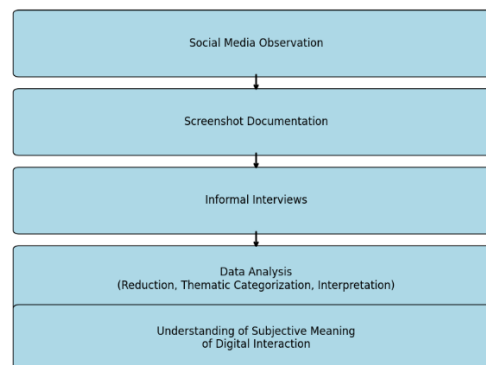 Social Media Observation
Screenshot Documentation
Informal Interviews
Data Analysis
(Reduction, Thematic Categorization, Interpretation)
Understanding of Subjective Meaning
of Digital Interaction